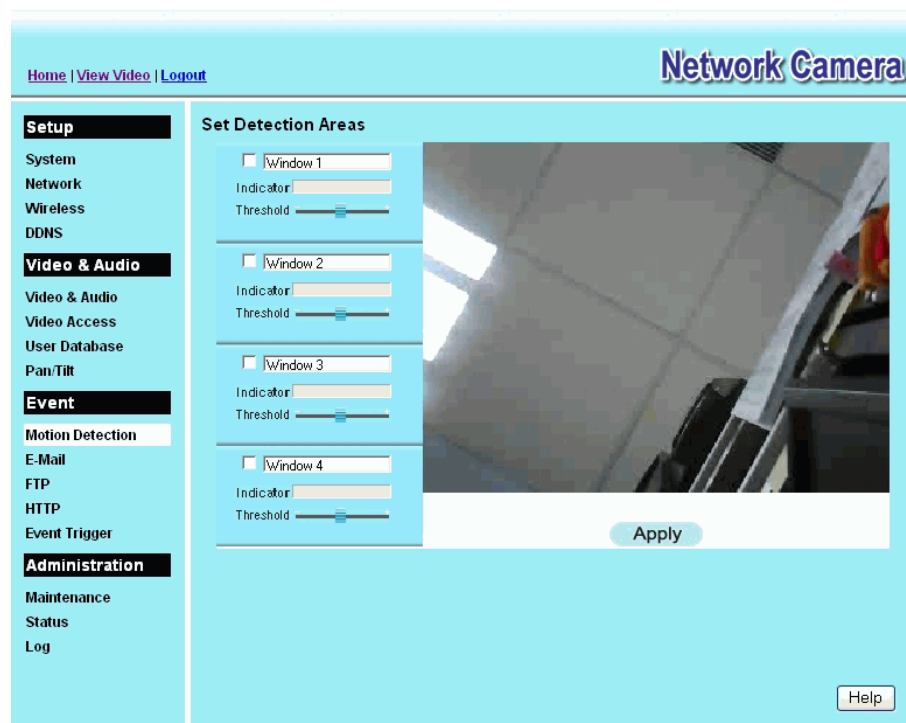 Home | View Video | Logout
Network Camera
Setup
System
Network
Wireless
DDNS
Video & Audio
Video & Audio
Video Access
User Database
Pan/Tilt
Event
Motion Detection
E-Mail
FTP
HTTP
Event Trigger
Administration
Maintenance
Status
Log
Set Detection Areas
Window 1
Indicator
Threshold - +
Window 2
Indicator
Threshold - +
Window 3
Indicator
Threshold - +
Window 4
Indicator
Threshold - +
Apply
Help